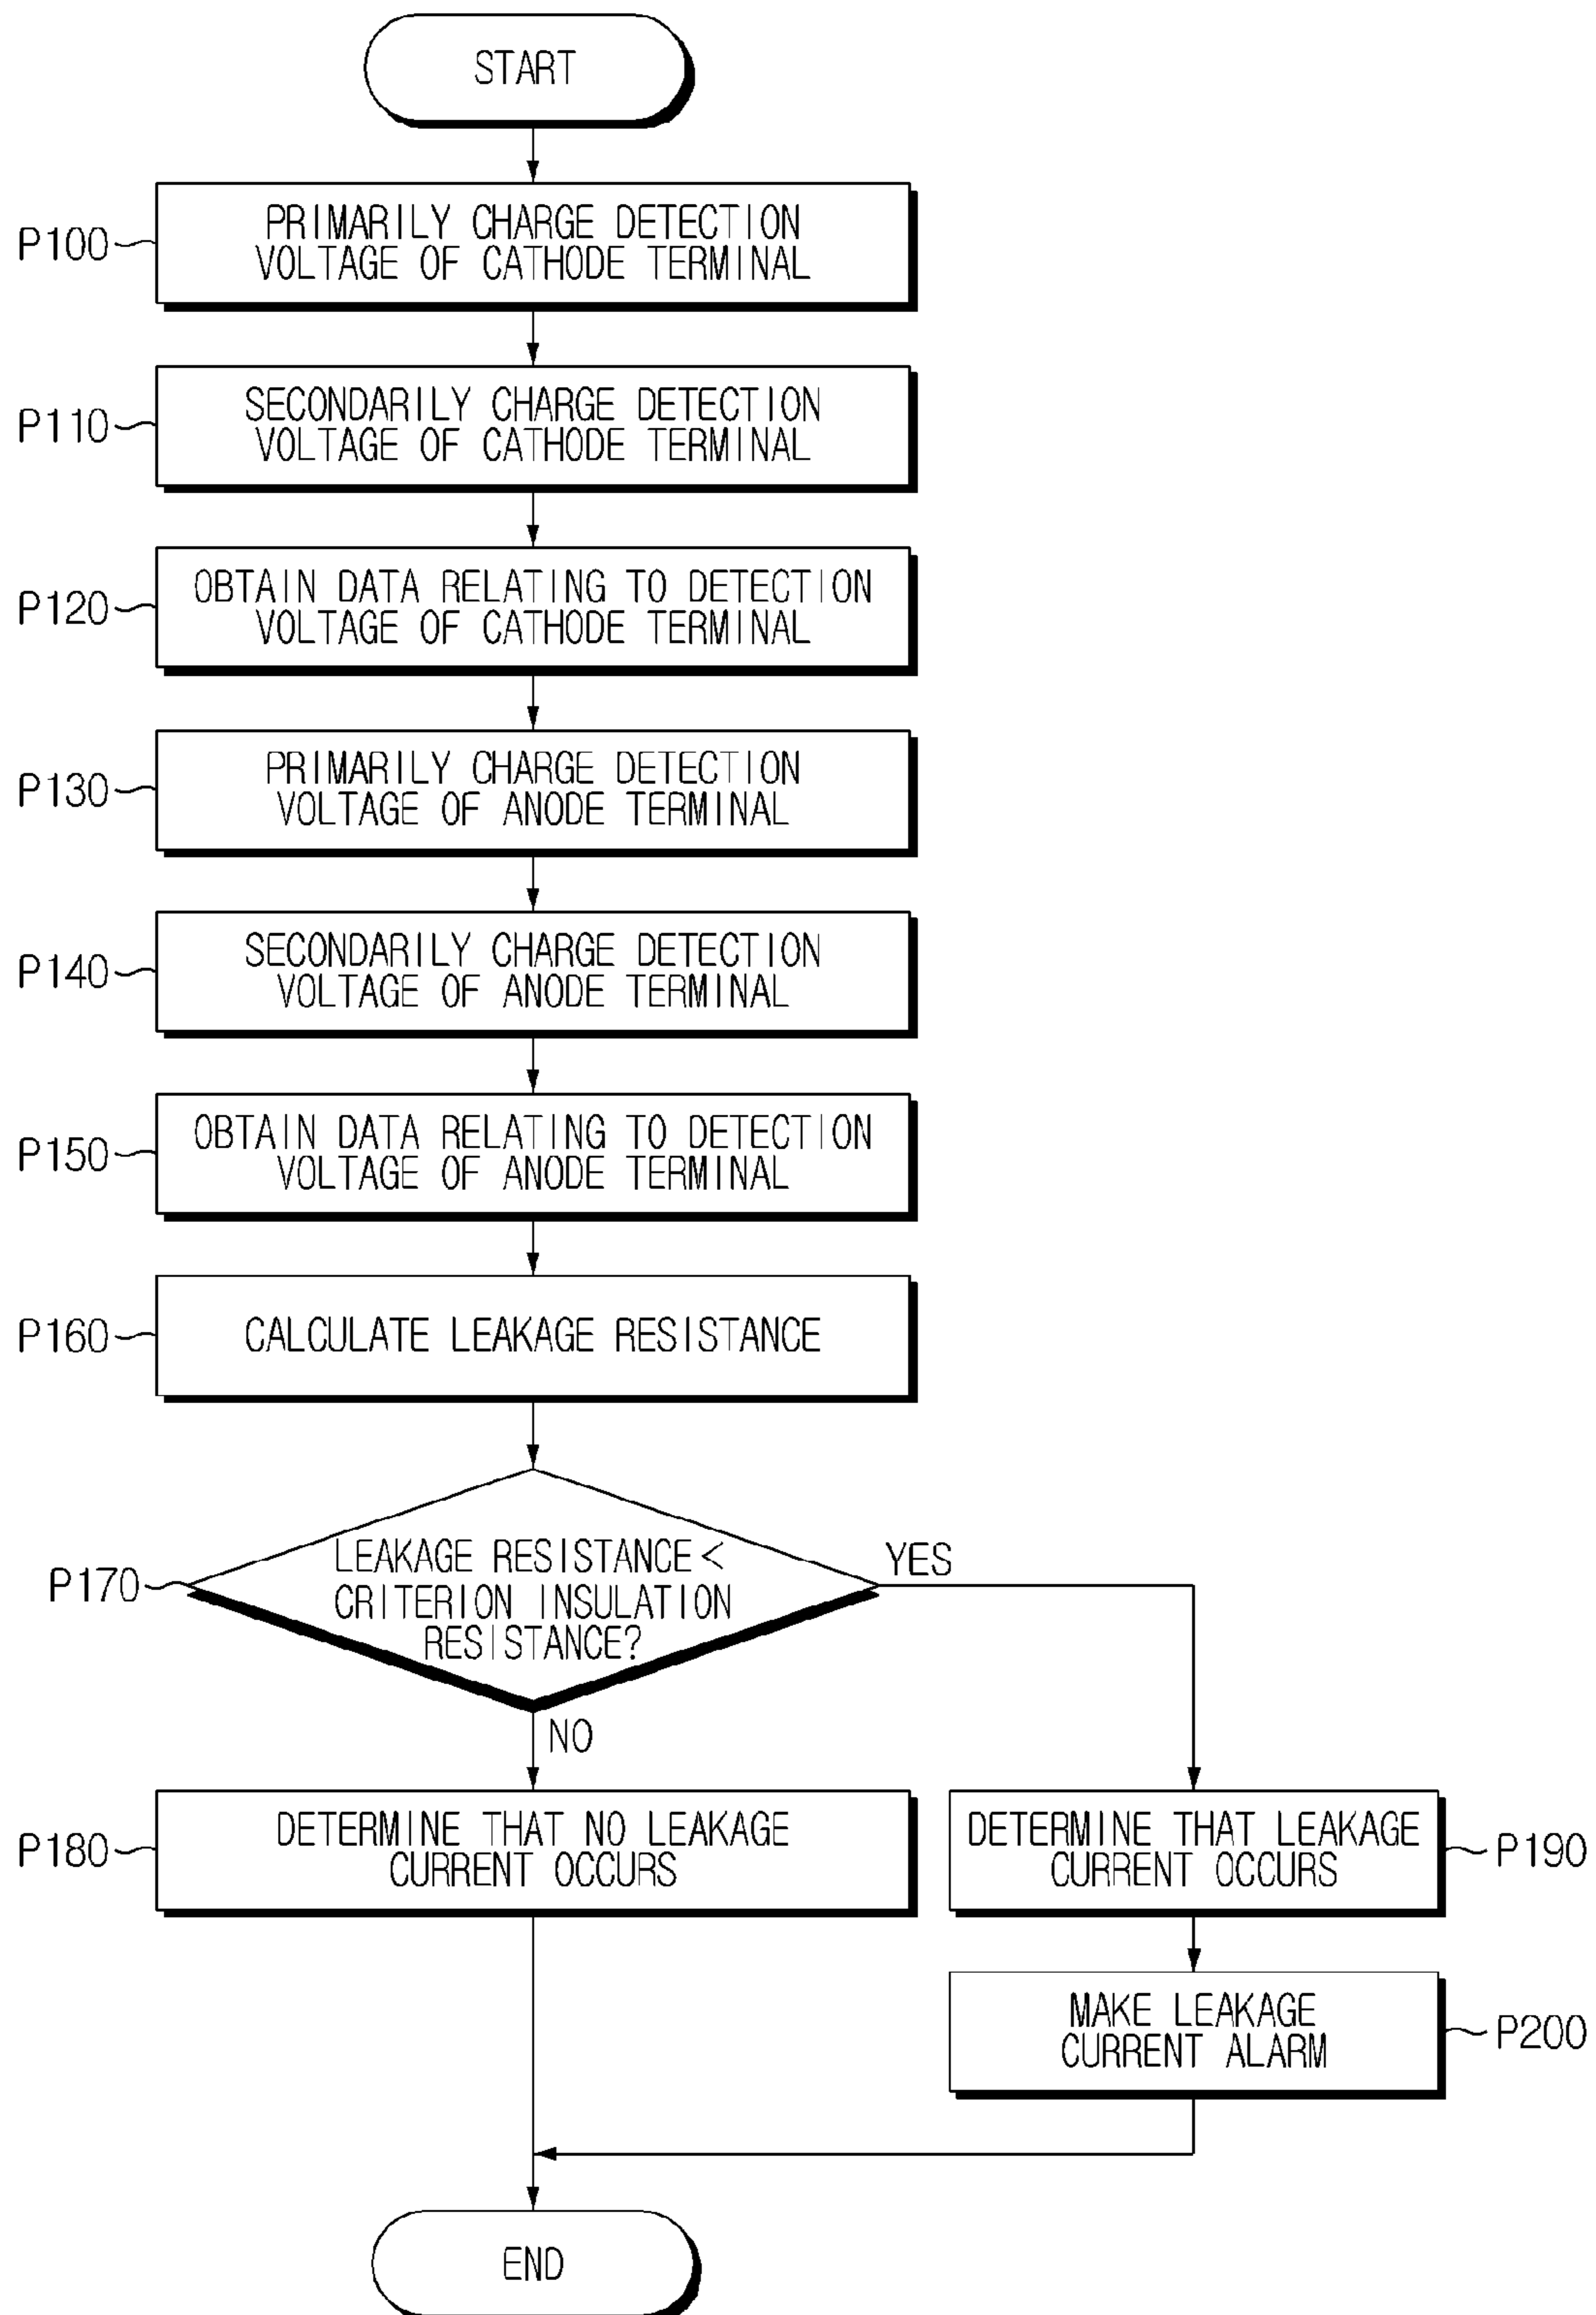 START
P100
PRIMARILY CHARGE DETECTION
VOLTAGE OF CATHODE TERMINAL
P110
SECONDARILY CHARGE DETECTION
VOLTAGE OF CATHODE TERMINAL
P120
OBTAIN DATA RELATING TO DETECTION
VOLTAGE OF CATHODE TERMINAL
P130
PRIMARILY CHARGE DETECTION
VOLTAGE OF ANODE TERMINAL
P140
SECONDARILY CHARGE DETECTION
VOLTAGE OF ANODE TERMINAL
P150
OBTAIN DATA RELATING TO DETECTION
VOLTAGE OF ANODE TERMINAL
P160
CALCULATE LEAKAGE RESISTANCE
P170
LEAKAGE RESISTANCE <
CRITERION INSULATION
RESISTANCE?
YES
NO
P180
DETERMINE THAT NO LEAKAGE
CURRENT OCCURS
DETERMINE THAT LEAKAGE
CURRENT OCCURS
P190
MAKE LEAKAGE
CURRENT ALARM
P200
END